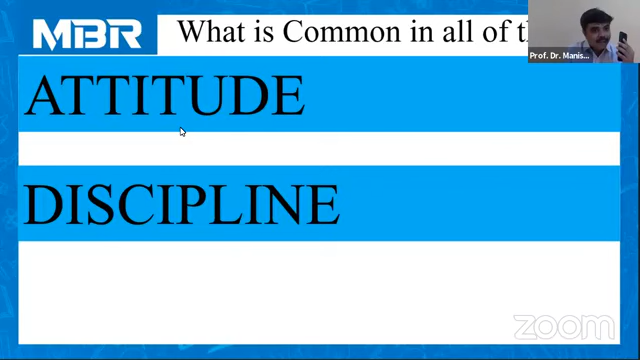 MBR
What is Common in all of t
Prof. Dr. Manis...
ATTITUDE
DISCIPLINE
zoom